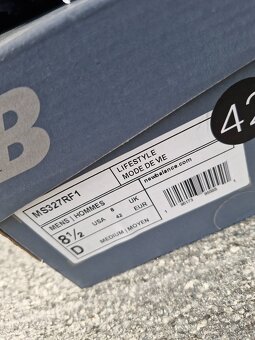 B
42
MS327RF1
LIFESTYLE
MODE DE VIE
newbalance.com
MENS | HOMMES
8½ USA 8 UK
42 EUR
D MEDIUM | MOYEN